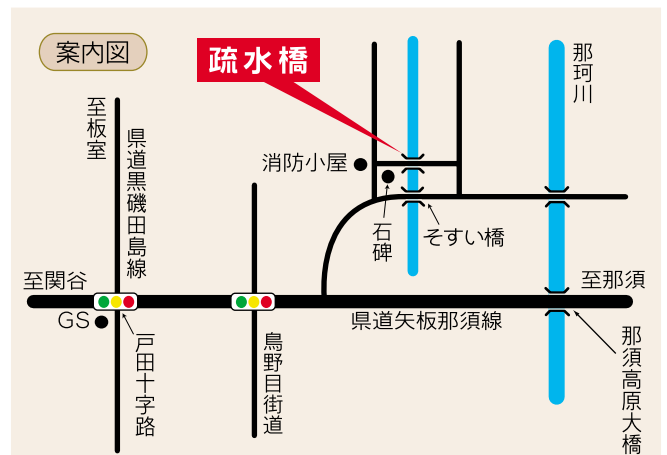 案内図
疏水橋
那珂川
至板室
県道黒磯田島線
消防小屋
石碑
そすい橋
至関谷
至那須
GS
県道矢板那須線
戸田十字路
鳥野目街道
那須高原大橋